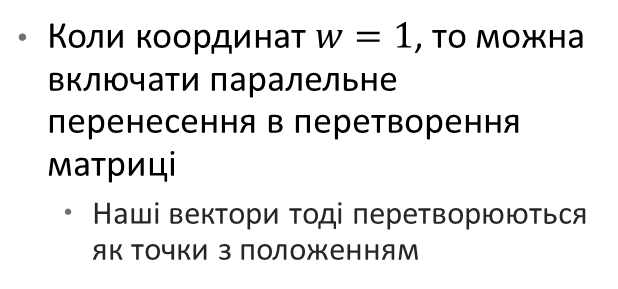 • Коли координат w = 1, то можна
включати паралельне
перенесення в перетворення
матриці
• Наші вектори тоді перетворюються
як точки з положенням